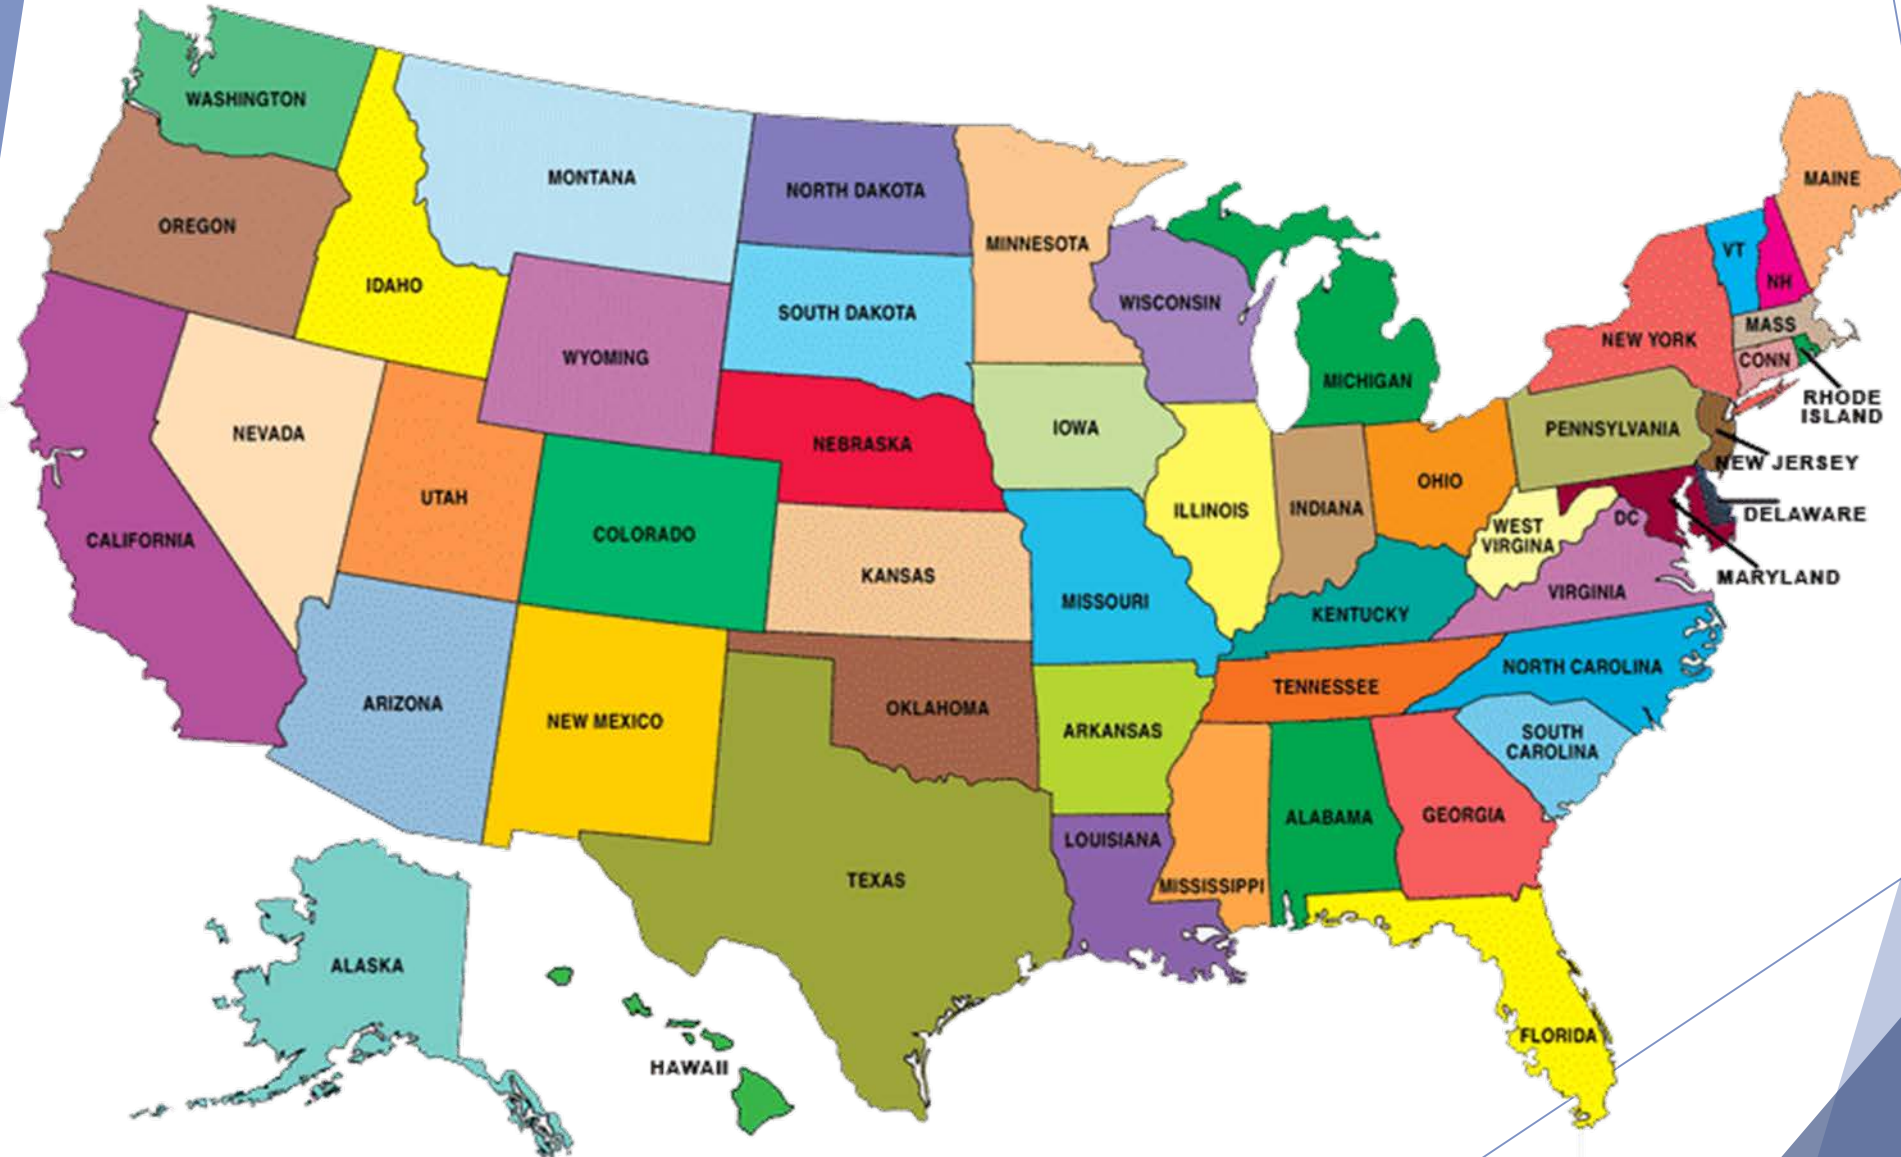 WASHINGTON
OREGON
CALIFORNIA
NEVADA
IDAHO
MONTANA
WYOMING
UTAH
COLORADO
ARIZONA
NEW MEXICO
NORTH DAKOTA
SOUTH DAKOTA
NEBRASKA
KANSAS
OKLAHOMA
TEXAS
MINNESOTA
IOWA
MISSOURI
ARKANSAS
LOUISIANA
WISCONSIN
ILLINOIS
MICHIGAN
INDIANA
OHIO
KENTUCKY
TENNESSEE
MISSISSIPPI
ALABAMA
GEORGIA
FLORIDA
SOUTH
CAROLINA
NORTH CAROLINA
VIRGINIA
WEST
VIRGINA
DC
MARYLAND
DELAWARE
NEW JERSEY
PENNSYLVANIA
NEW YORK
CONN
RHODE
ISLAND
MASS
VT
NH
MAINE
ALASKA
HAWAII